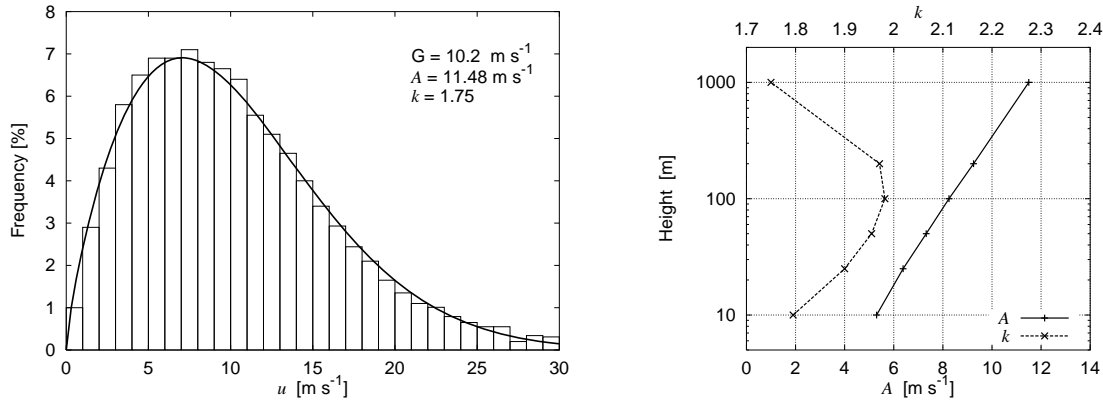 8
7
6
5
4
3
2
1
0
Frequency [%]
G = 10.2 m s-1
A = 11.48 m s-1
k = 1.75
0 5 10 15 20 25 30
u [m s-1]
k
1.7 1.8 1.9 2 2.1 2.2 2.3 2.4
1000
100
10
Height [m]
A
k
0 2 4 6 8 10 12 14
A [m s-1]